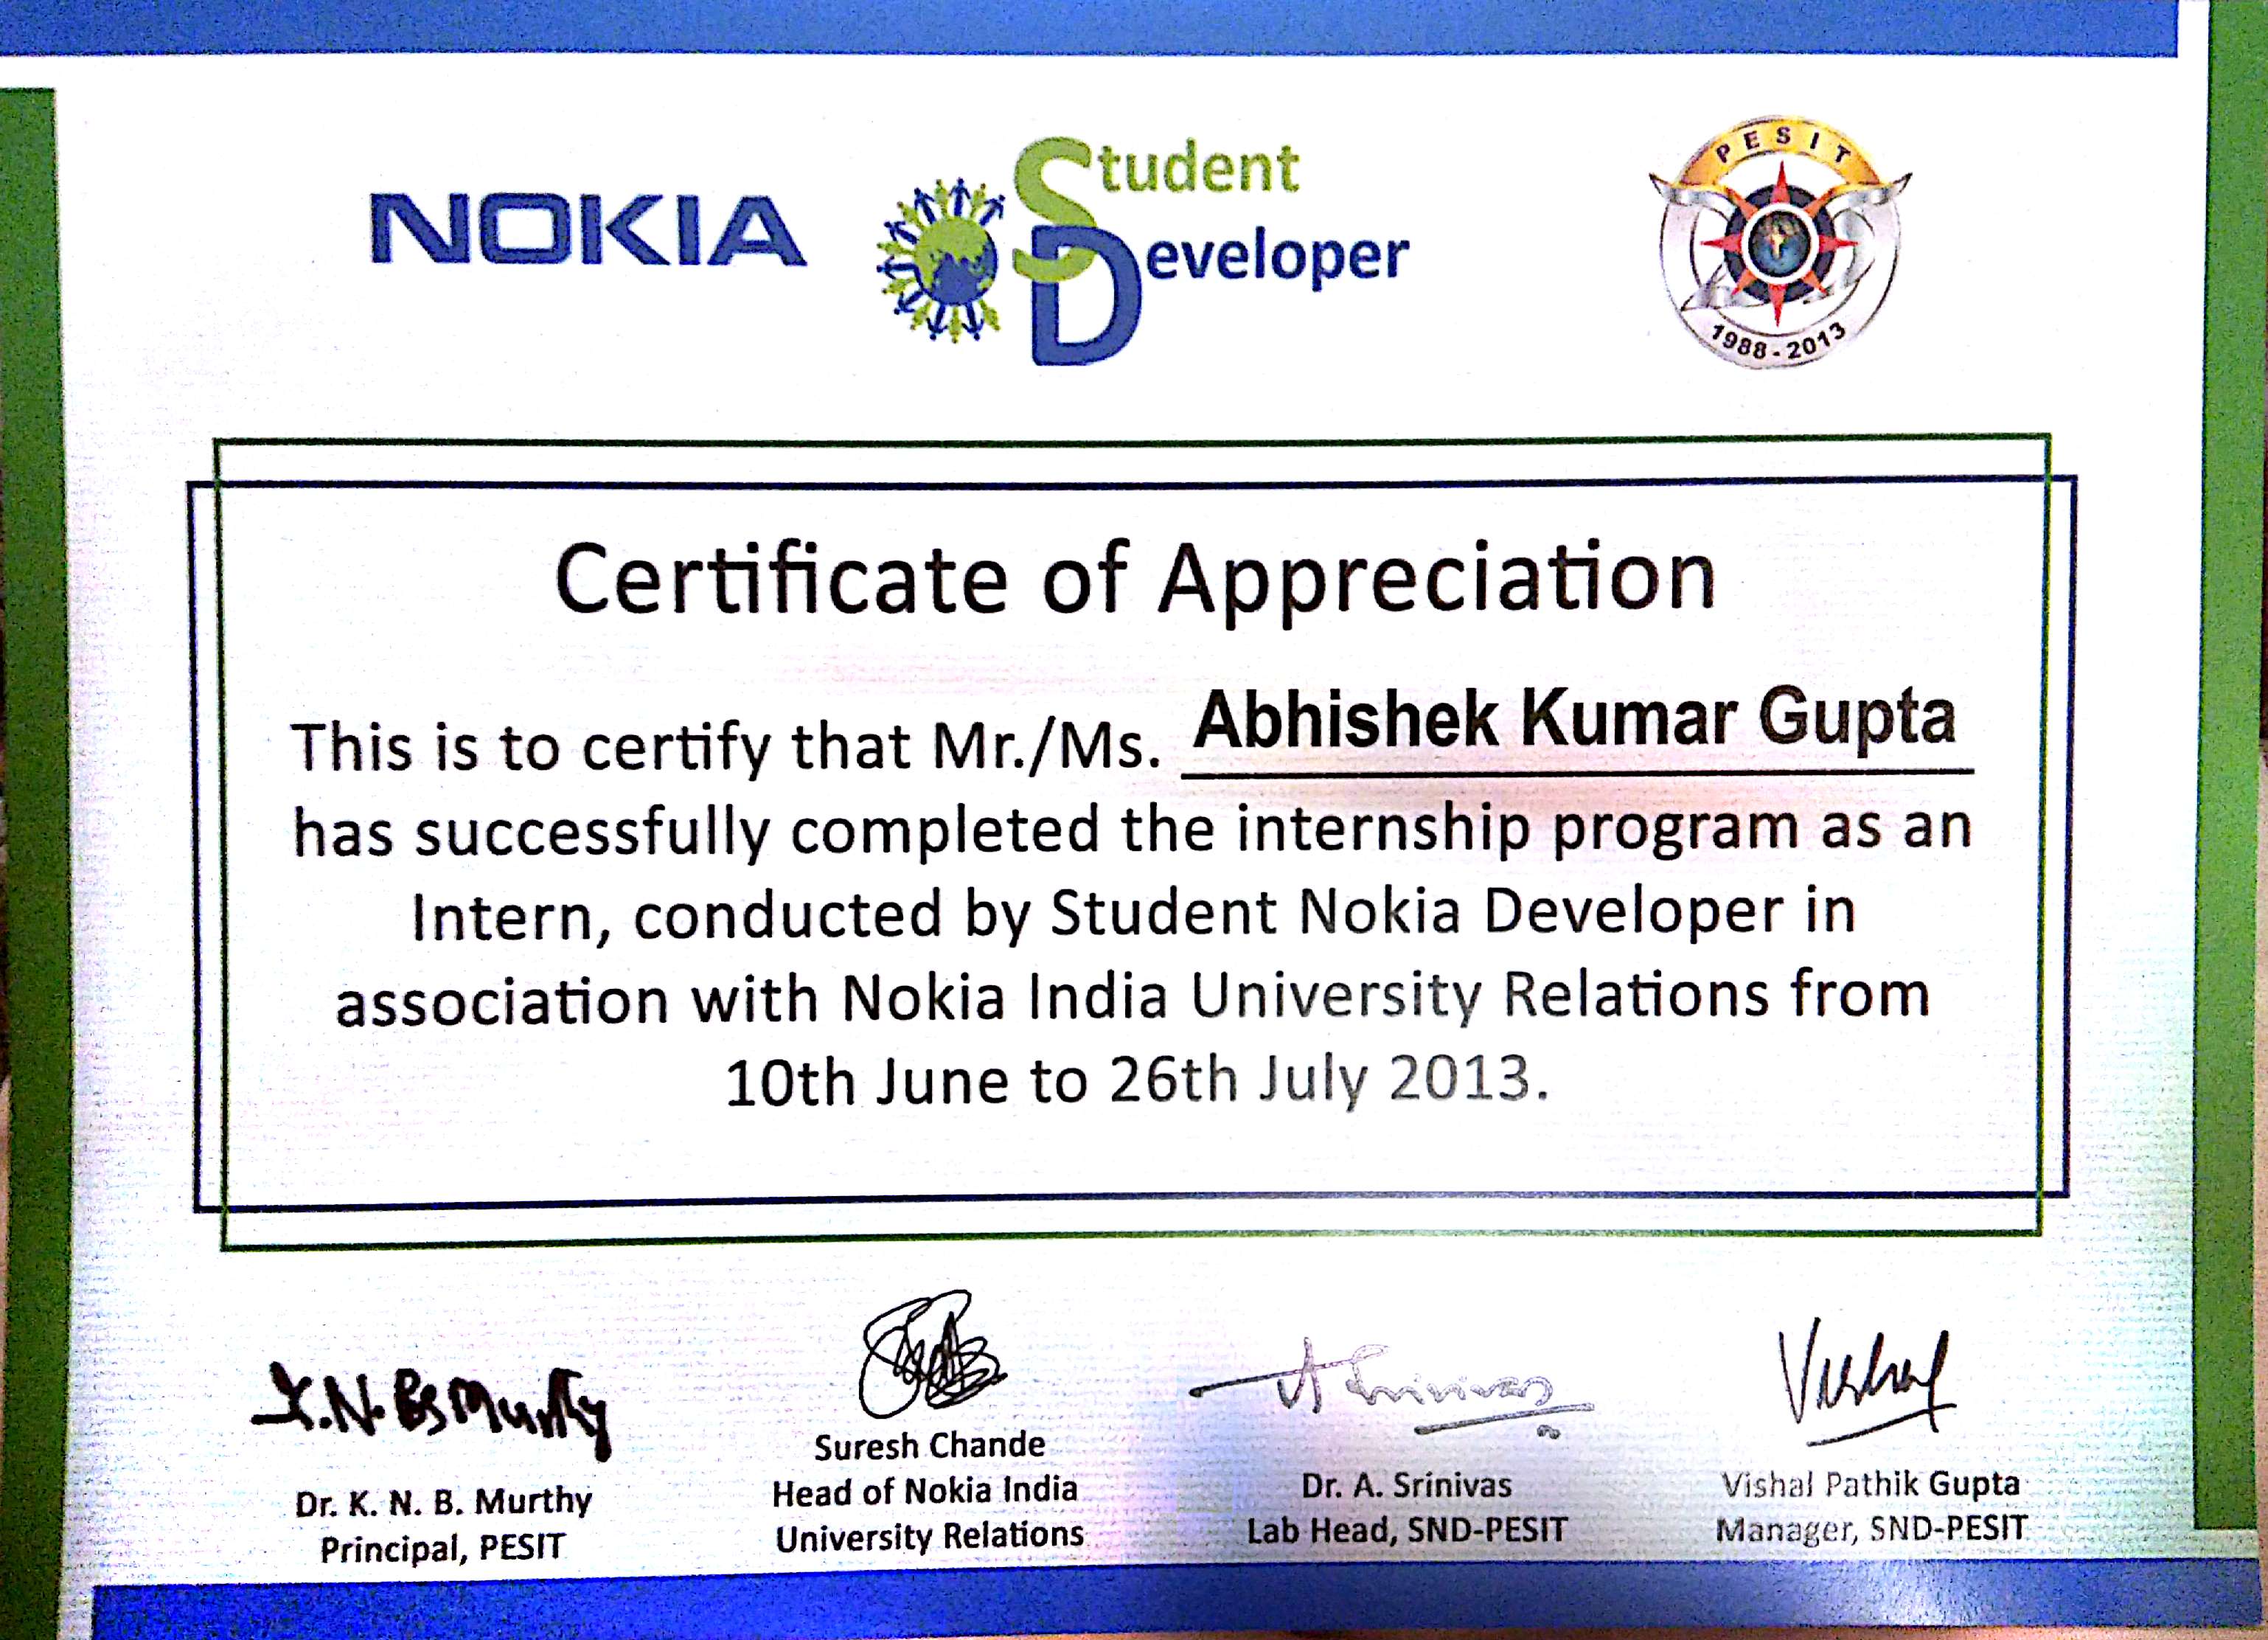 NOKIA
Student
Developer
PESIT
1988-2013
Certificate of Appreciation
This is to certify that Mr./Ms. Abhishek Kumar Gupta
has successfully completed the internship program as an
Intern, conducted by Student Nokia Developer in
association with Nokia India University Relations from
10th June to 26th July 2013.
K.N.B.Murthy
A Srinivas
Vishal
Dr. K. N. B. Murthy
Principal, PESIT
Suresh Chande
Head of Nokia India
University Relations
Dr. A. Srinivas
Lab Head, SND-PESIT
Vishal Pathik Gupta
Manager, SND-PESIT